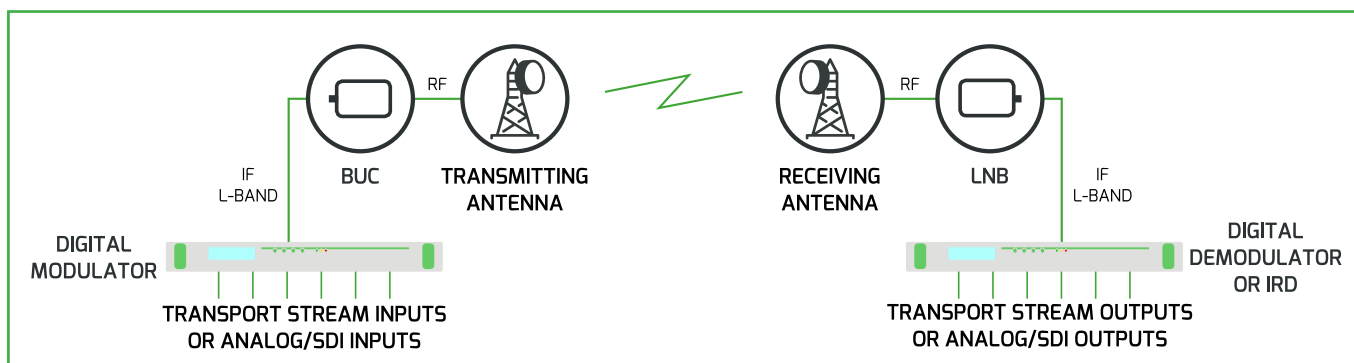 RF
BUC
TRANSMITTING
ANTENNA
IF
L-BAND
DIGITAL
MODULATOR
TRANSPORT STREAM INPUTS
OR ANALOG/SDI INPUTS
RF
RECEIVING
ANTENNA
LNB
IF
L-BAND
DIGITAL
DEMODULATOR
OR IRD
TRANSPORT STREAM OUTPUTS
OR ANALOG/SDI OUTPUTS